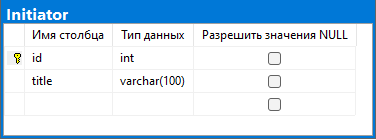 Initiator
Имя столбца Тип данных Разрешить значения NULL
id int
title varchar(100)